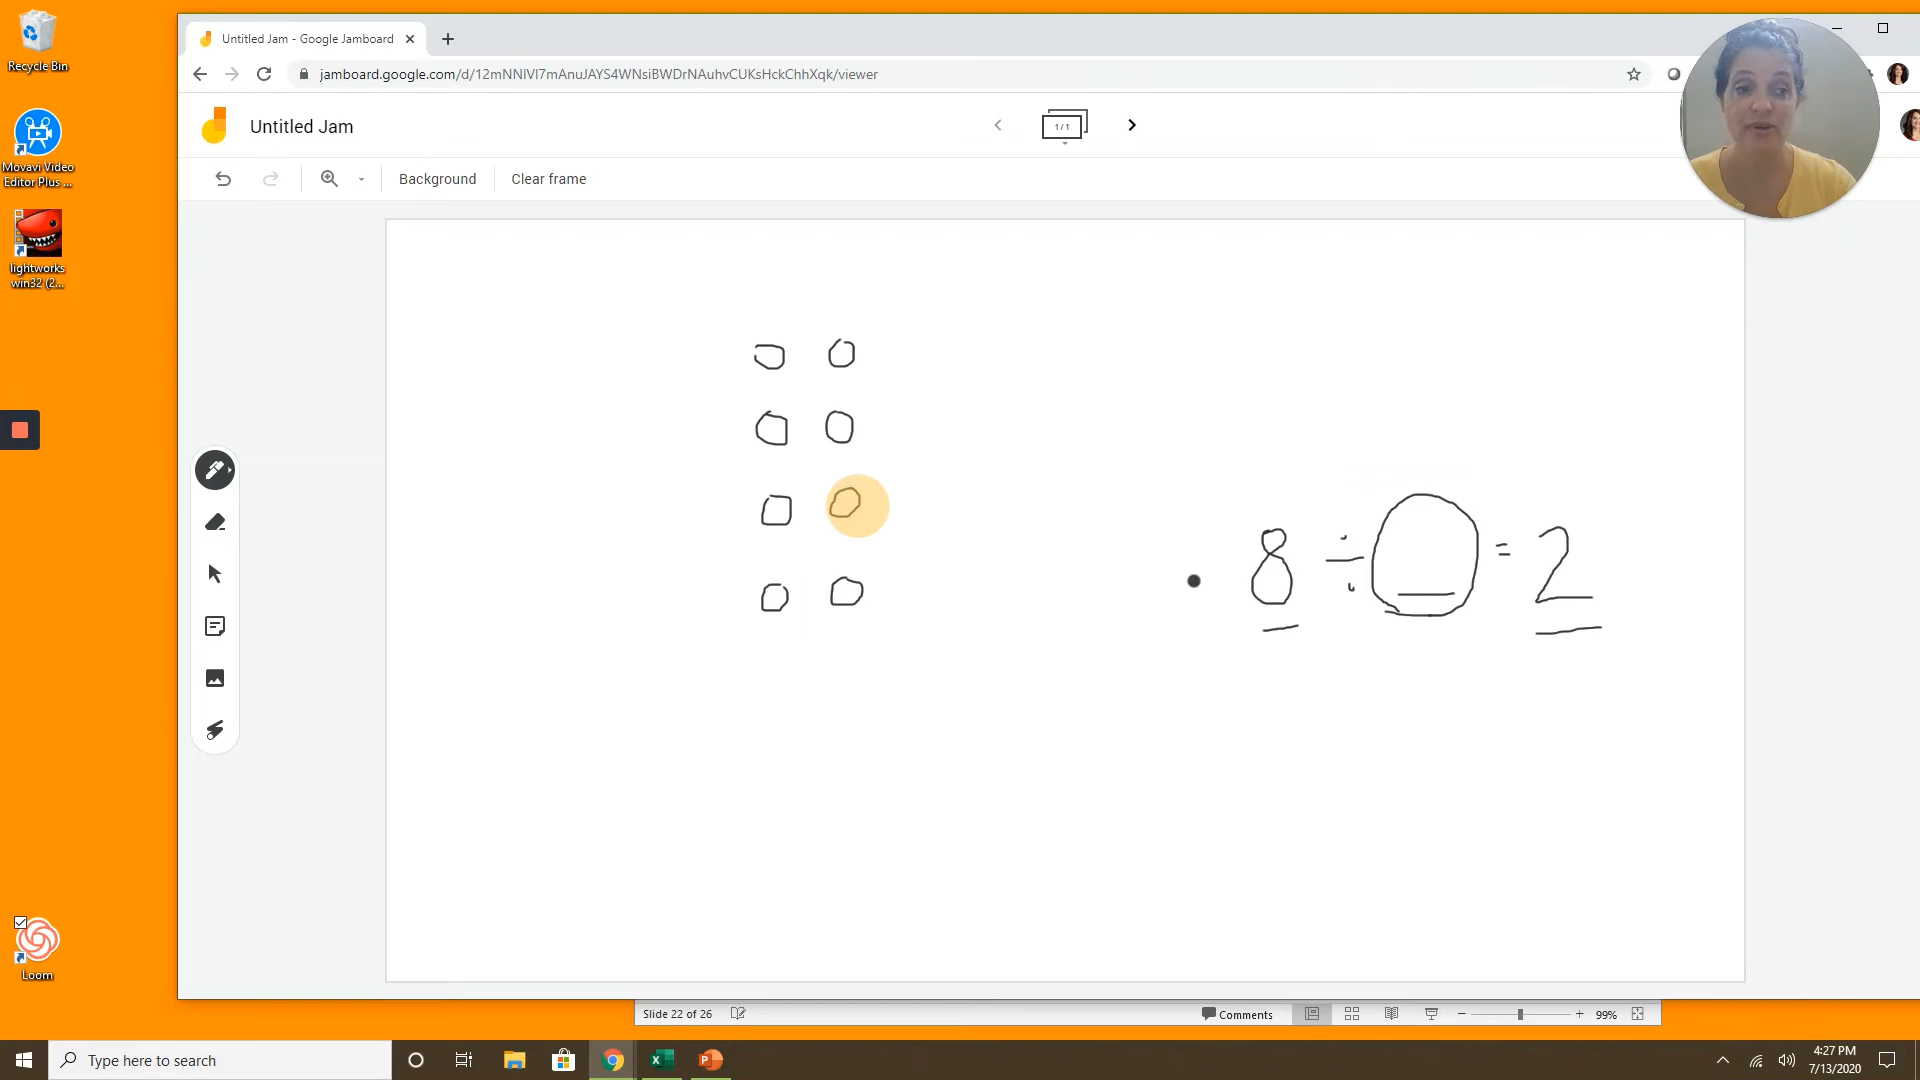 Recycle Bin
Untitled Jam - Google Jamboard
jamboard.google.com/d/12mNNIVl7mAnuJAYS4WNsiBWDrNAuhvCUKsHckChhXqk/viewer
Movavi Video
Editor Plus ...
Untitled Jam
1/1
Background
Clear frame
lightworks
win32 (2...
8 ÷ _ = 2
Loom
Slide 22 of 26
Comments
99%
Type here to search
4:27 PM
7/13/2020